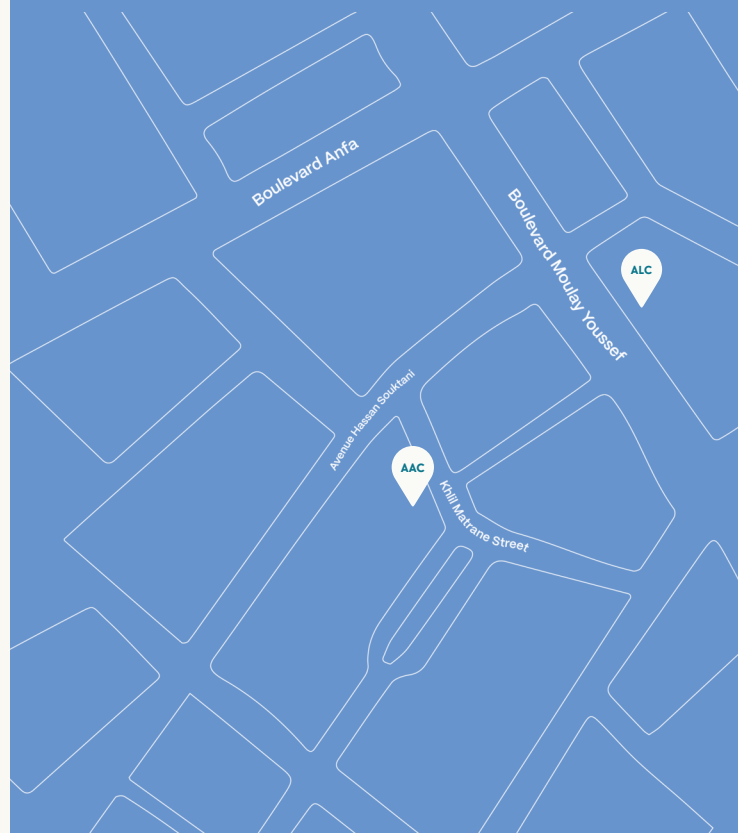 Boulevard Anfa
Boulevard Moulay Youssef
ALC
Avenue Hassan Souktani
AAC
Khlil Matrane Street